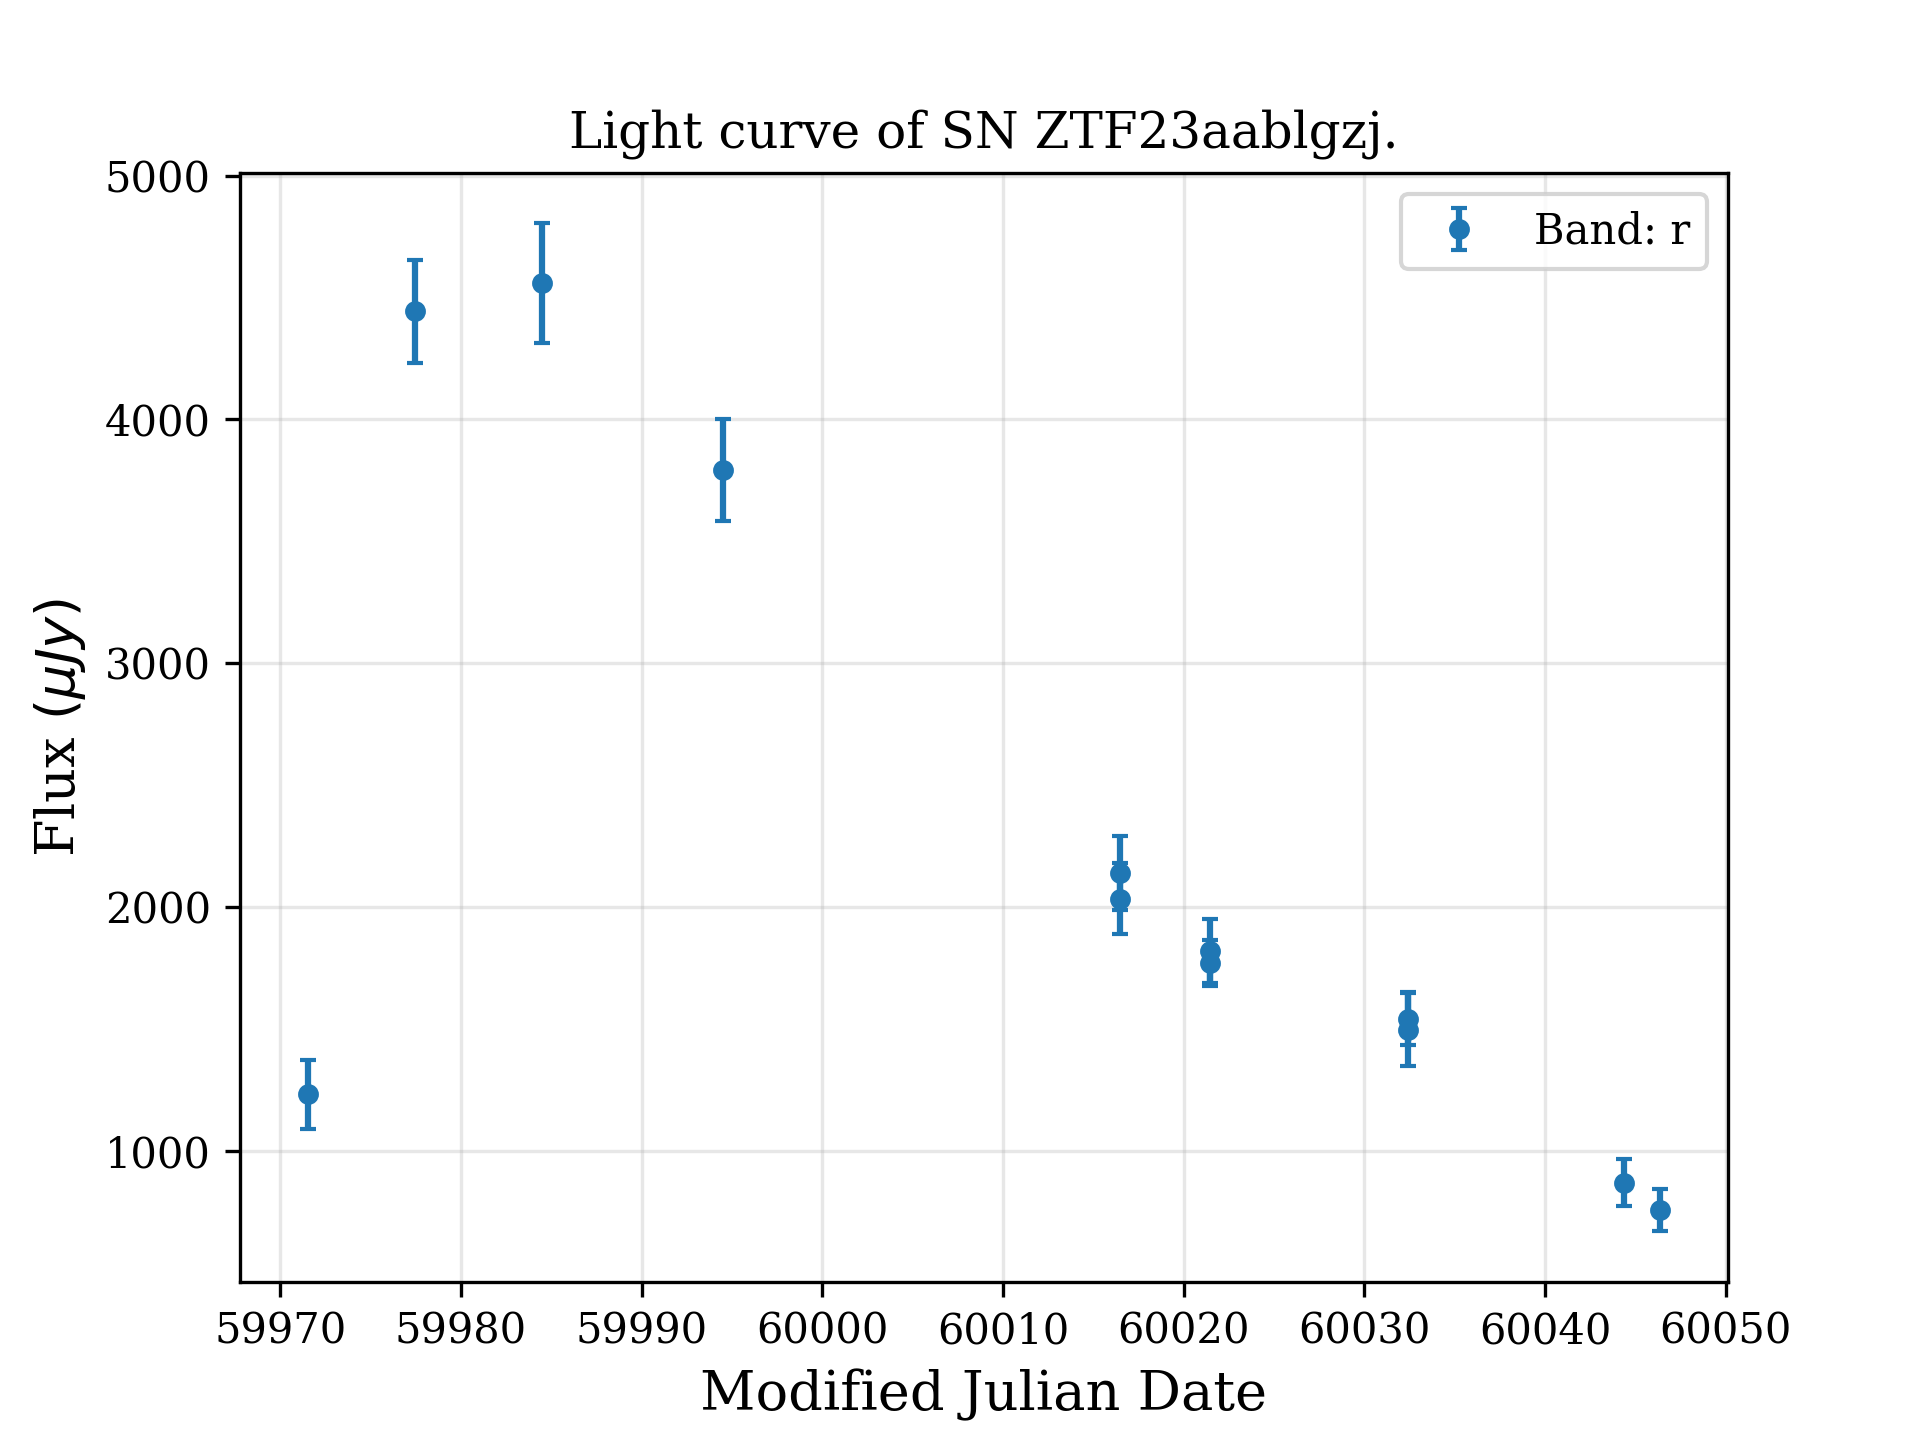 Light curve of SN ZTF23aablgzj.
Band: r
5000
4000
3000
2000
1000
Flux (μJy)
59970 59980 59990 60000 60010 60020 60030 60040 60050
Modified Julian Date